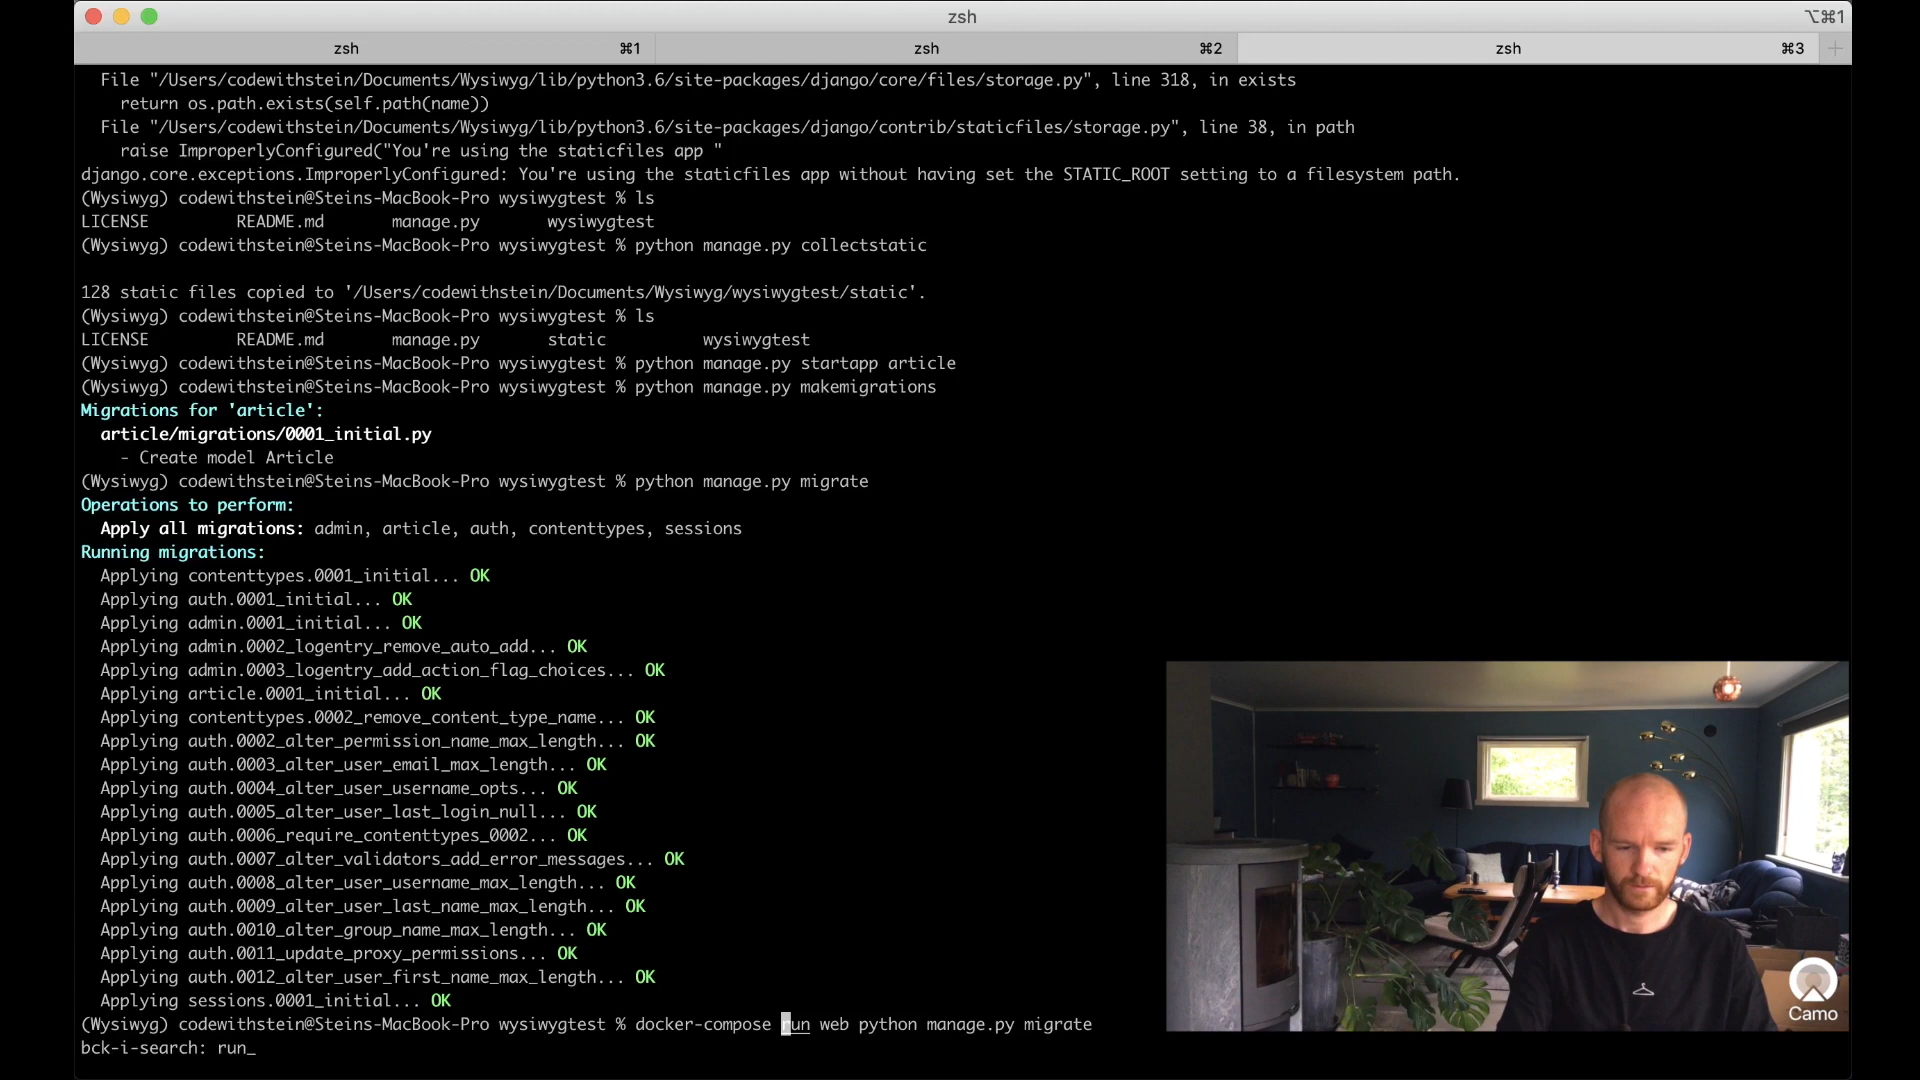 zsh
⌥⌘1
zsh ⌘1 zsh ⌘2 zsh ⌘3 +
File "/Users/codewithstein/Documents/Wysiwyg/lib/python3.6/site-packages/django/core/files/storage.py", line 318, in exists
return os.path.exists(self.path(name))
File "/Users/codewithstein/Documents/Wysiwyg/lib/python3.6/site-packages/django/contrib/staticfiles/storage.py", line 38, in path
raise ImproperlyConfigured("You're using the staticfiles app "
django.core.exceptions.ImproperlyConfigured: You're using the staticfiles app without having set the STATIC_ROOT setting to a filesystem path.
(Wysiwyg) codewithstein@Steins-MacBook-Pro wysiwygtest % ls
LICENSE README.md manage.py wysiwygtest
(Wysiwyg) codewithstein@Steins-MacBook-Pro wysiwygtest % python manage.py collectstatic
128 static files copied to '/Users/codewithstein/Documents/Wysiwyg/wysiwygtest/static'.
(Wysiwyg) codewithstein@Steins-MacBook-Pro wysiwygtest % ls
LICENSE README.md manage.py static wysiwygtest
(Wysiwyg) codewithstein@Steins-MacBook-Pro wysiwygtest % python manage.py startapp article
(Wysiwyg) codewithstein@Steins-MacBook-Pro wysiwygtest % python manage.py makemigrations
Migrations for 'article':
article/migrations/0001_initial.py
- Create model Article
(Wysiwyg) codewithstein@Steins-MacBook-Pro wysiwygtest % python manage.py migrate
Operations to perform:
Apply all migrations: admin, article, auth, contenttypes, sessions
Running migrations:
Applying contenttypes.0001_initial... OK
Applying auth.0001_initial... OK
Applying admin.0001_initial... OK
Applying admin.0002_logentry_remove_auto_add... OK
Applying admin.0003_logentry_add_action_flag_choices... OK
Applying article.0001_initial... OK
Applying contenttypes.0002_remove_content_type_name... OK
Applying auth.0002_alter_permission_name_max_length... OK
Applying auth.0003_alter_user_email_max_length... OK
Applying auth.0004_alter_user_username_opts... OK
Applying auth.0005_alter_user_last_login_null... OK
Applying auth.0006_require_contenttypes_0002... OK
Applying auth.0007_alter_validators_add_error_messages... OK
Applying auth.0008_alter_user_username_max_length... OK
Applying auth.0009_alter_user_last_name_max_length... OK
Applying auth.0010_alter_group_name_max_length... OK
Applying auth.0011_update_proxy_permissions... OK
Applying auth.0012_alter_user_first_name_max_length... OK
Applying sessions.0001_initial... OK
(Wysiwyg) codewithstein@Steins-MacBook-Pro wysiwygtest % docker-compose run web python manage.py migrate
bck-i-search: run_
Camo